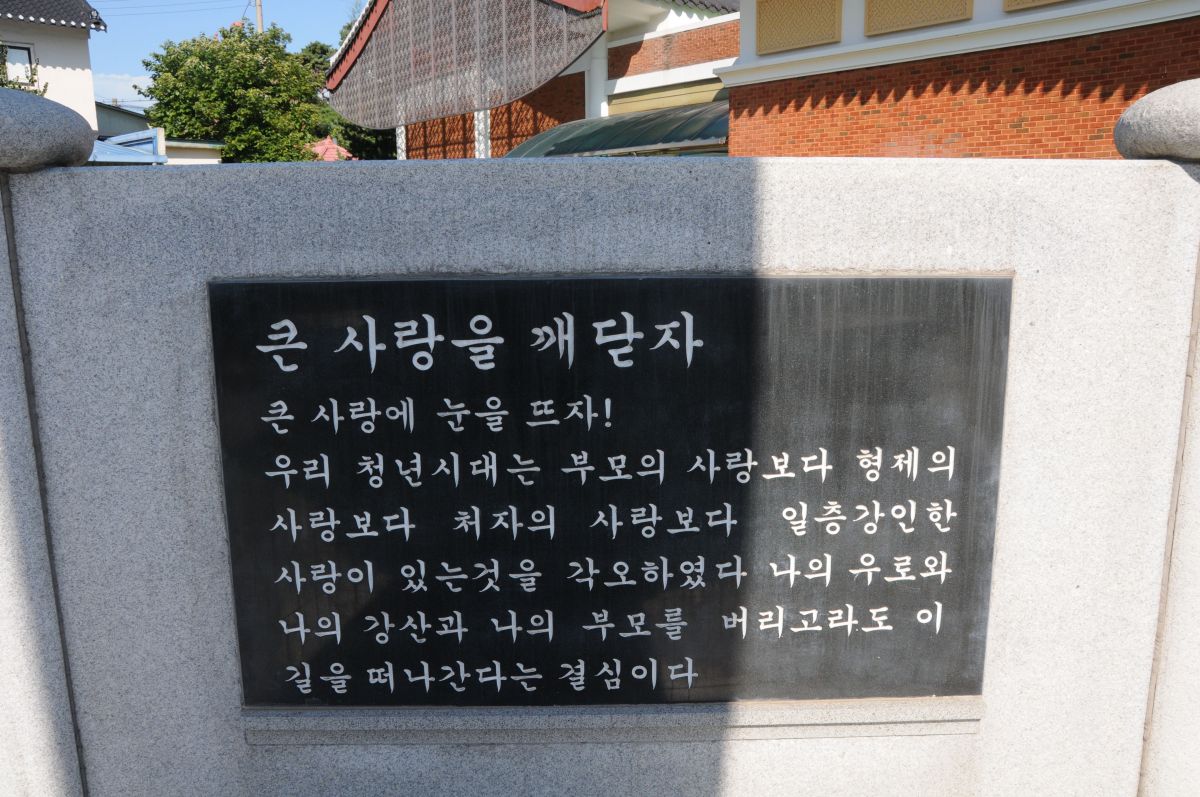 큰 사랑을 깨닫자
큰 사랑에 눈을 뜨자!
우리 청년시대는 부모의 사랑보다 형제의
사랑보다 처자의 사랑보다 일층강인한
사랑이 있는것을 각오하였다 나의 유로와
나의 강산과 나의 부모를 버리고라도 이
길을 떠나간다는 결심이다